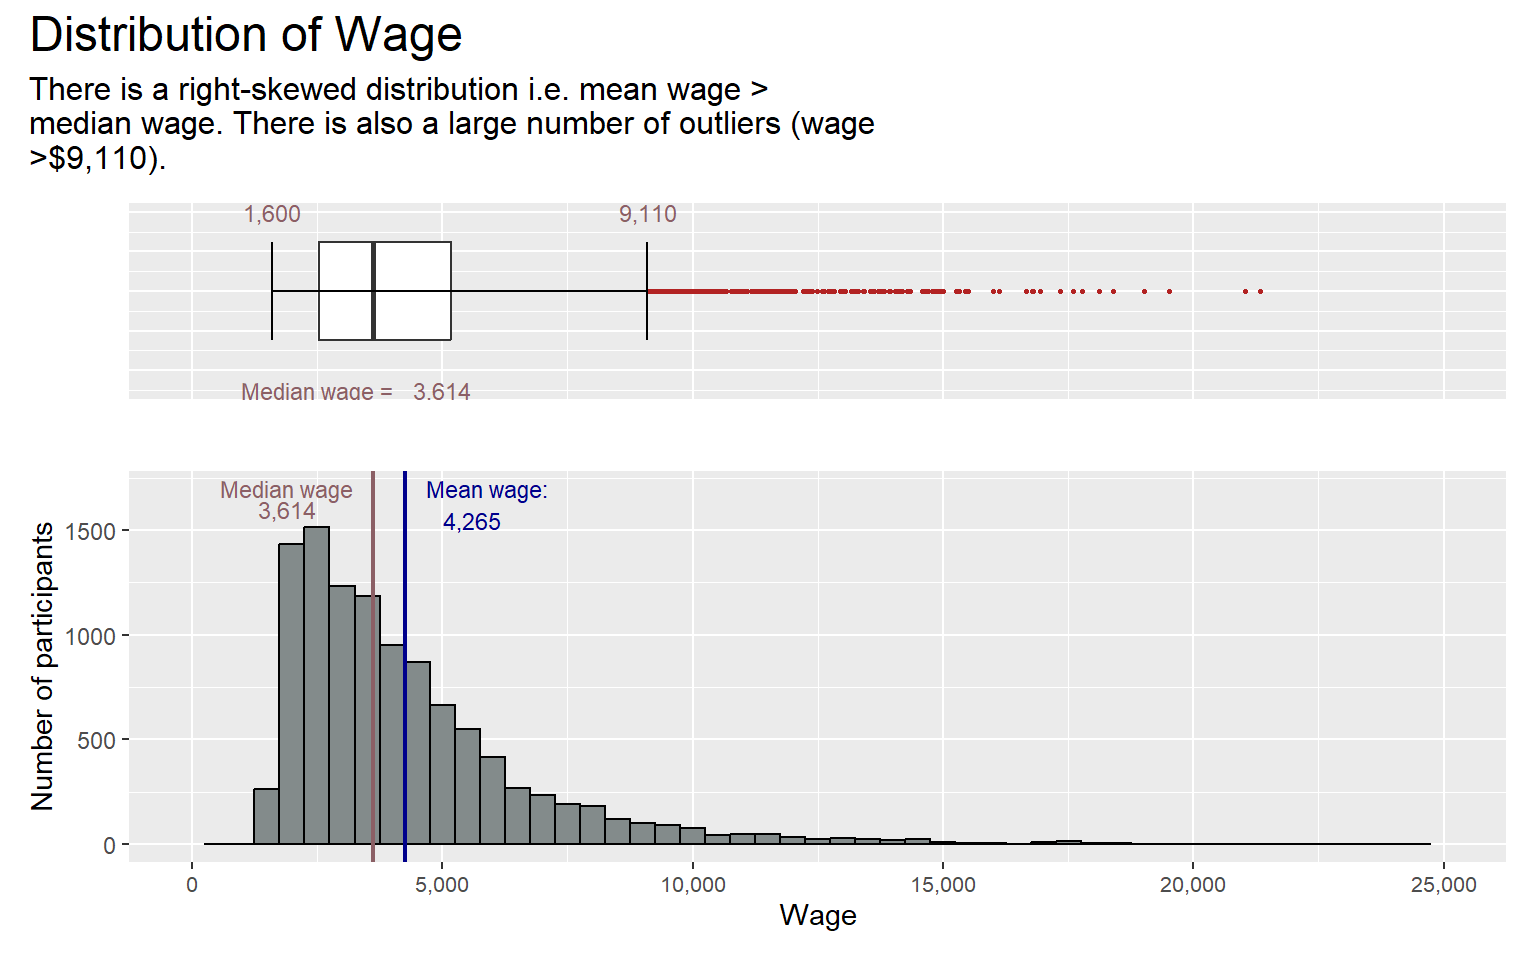 Distribution of Wage
There is a right-skewed distribution i.e. mean wage >
median wage. There is also a large number of outliers (wage
>$9,110).
1,600
9,110
Median wage = 3,614
Median wage
3,614
Mean wage:
4,265
Number of participants
1500
1000
500
0
0
5,000
10,000
15,000
20,000
25,000
Wage